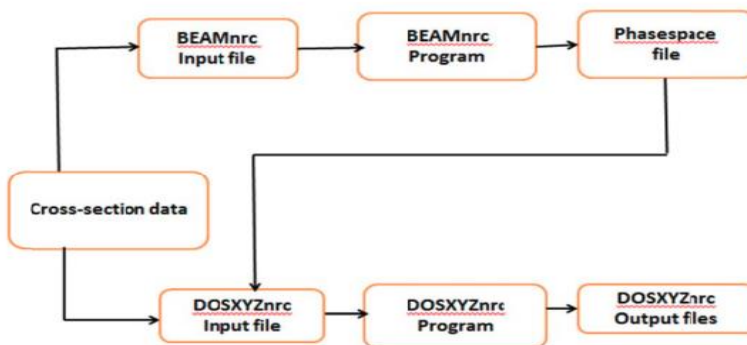 BEAMnrc
Input file
BEAMnrc
Program
Phasespace
file
Cross-section data
DOSXYZnrc
Input file
DOSXYZnrc
Program
DOSXYZnrc
Output files